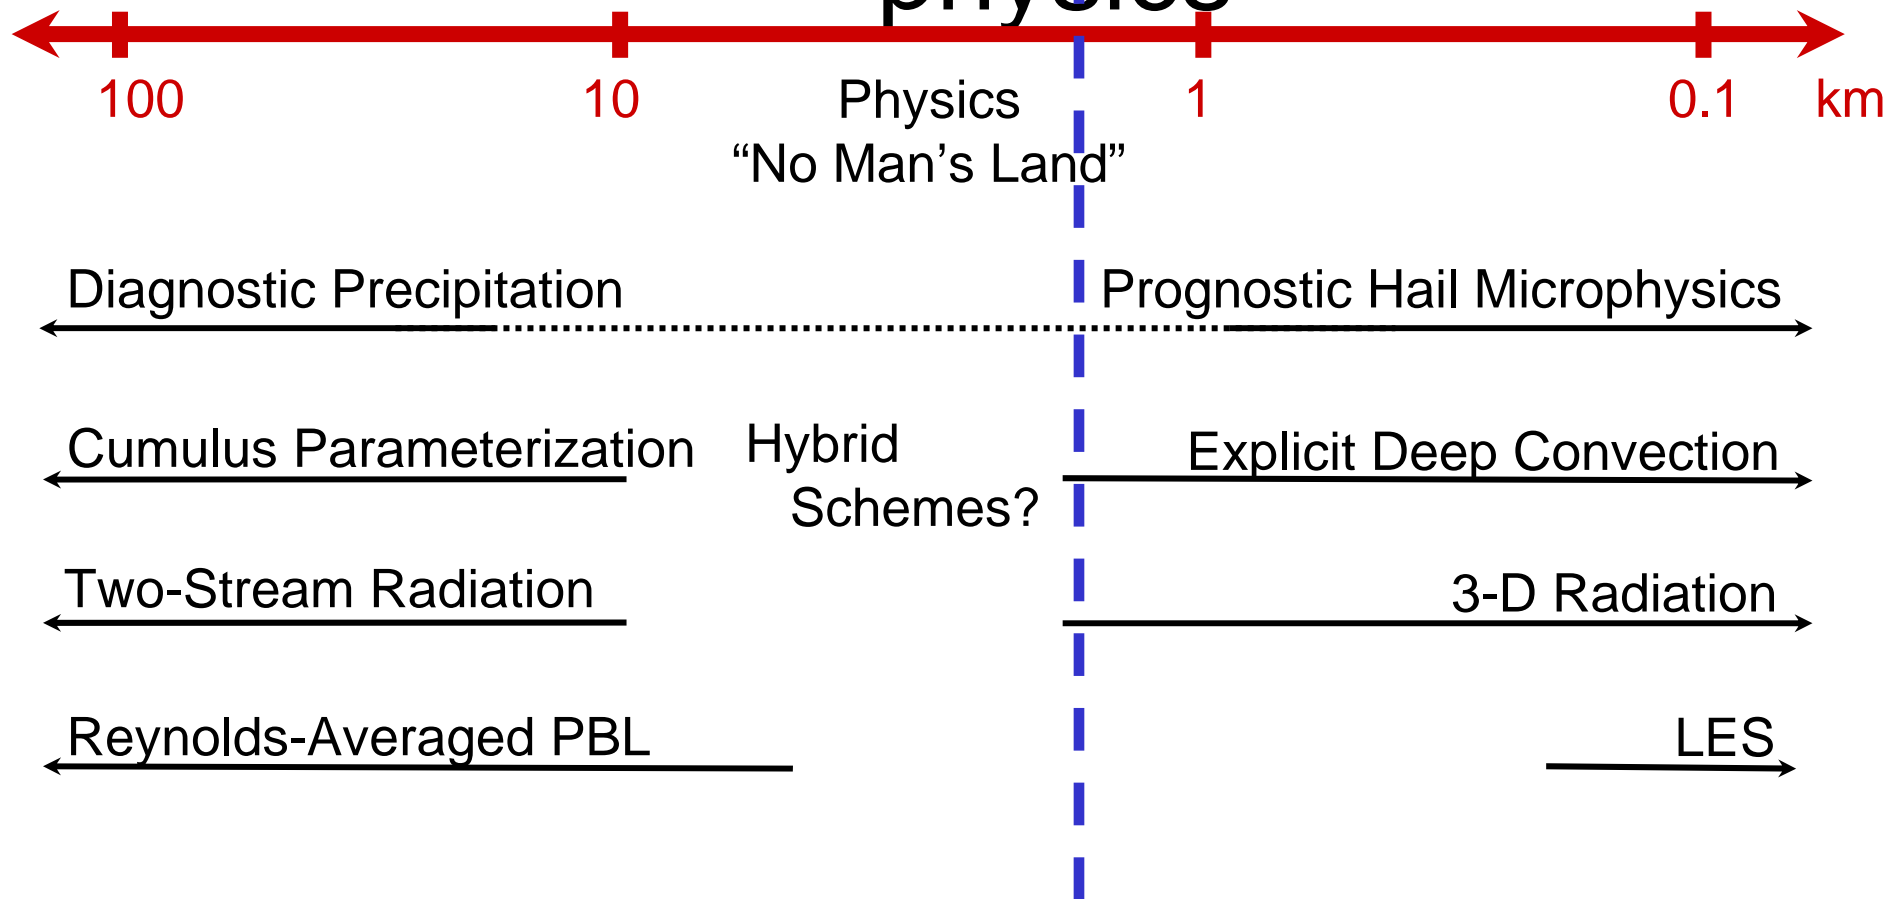 physics
100 10 1 0.1 km
Physics
“No Man’s Land”
Diagnostic Precipitation Prognostic Hail Microphysics
Cumulus Parameterization Hybrid Explicit Deep Convection
Schemes?
Two-Stream Radiation 3-D Radiation
Reynolds-Averaged PBL LES